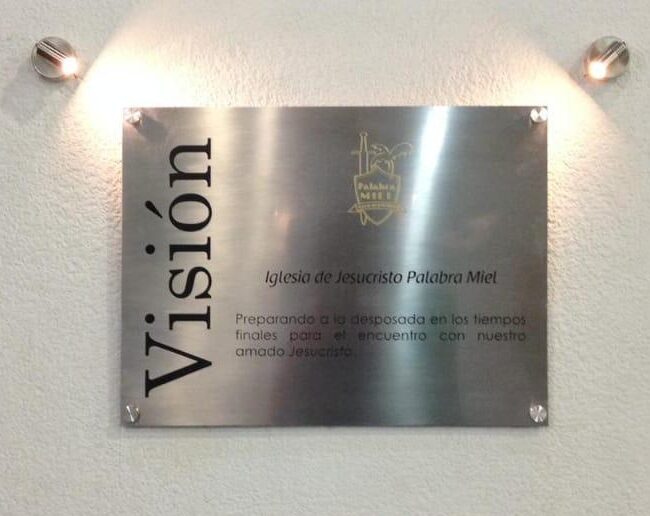 Visión
Palabra
MIEL
Iglesia de Jesucristo Palabra Miel
Preparando a la desposada en los tiempos
finales para el encuentro con nuestro
amado Jesucristo.